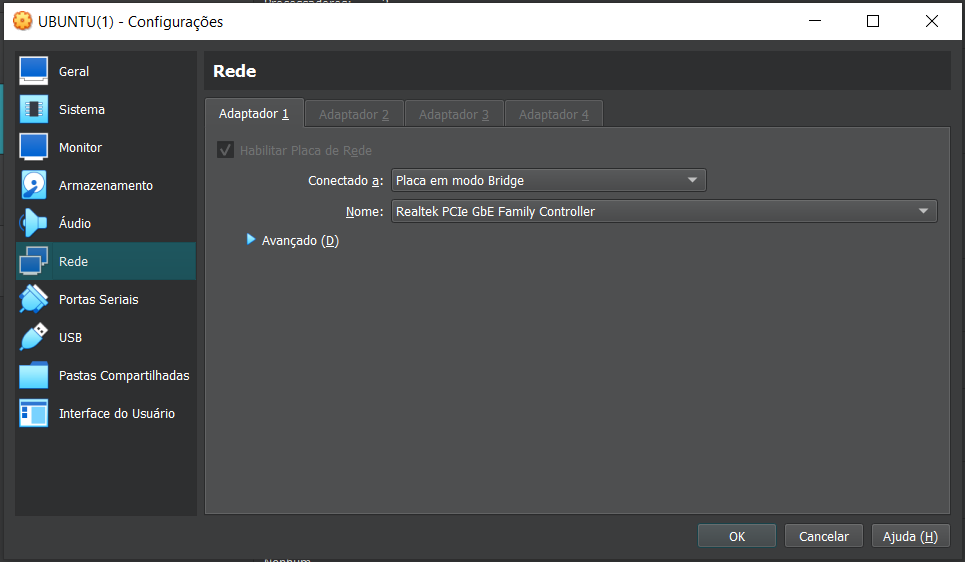 UBUNTU(1) - Configurações
Geral
Sistema
Monitor
Armazenamento
Áudio
Rede
Portas Seriais
USB
Pastas Compartilhadas
Interface do Usuário
Rede
Adaptador 1 Adaptador 2 Adaptador 3 Adaptador 4
Habilitar Placa de Rede
Conectado a: Placa em modo Bridge
Nome: Realtek PCIe GbE Family Controller
Avançado (D)
OK Cancelar Ajuda (H)